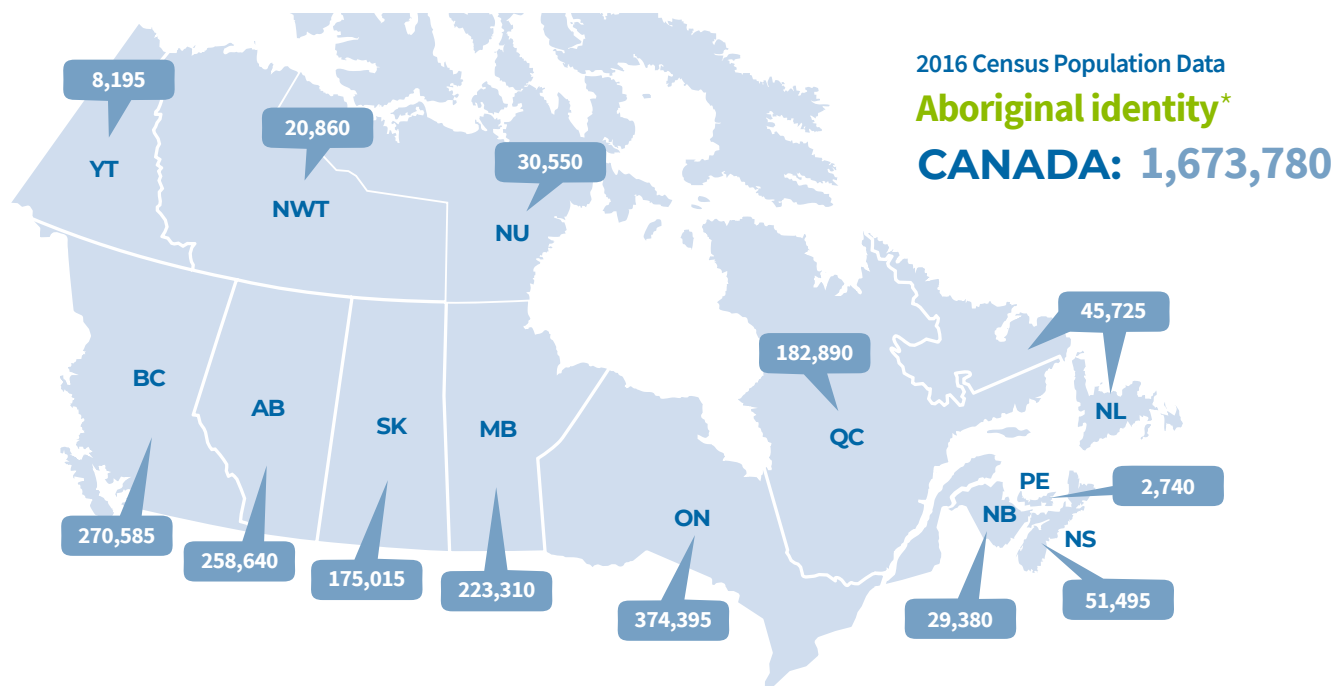 2016 Census Population Data
Aboriginal identity*
CANADA: 1,673,780
8,195
YT
20,860
NWT
30,550
NU
45,725
NL
182,890
QC
BC
270,585
AB
258,640
SK
175,015
MB
223,310
ON
374,395
PE
2,740
NB
29,380
NS
51,495